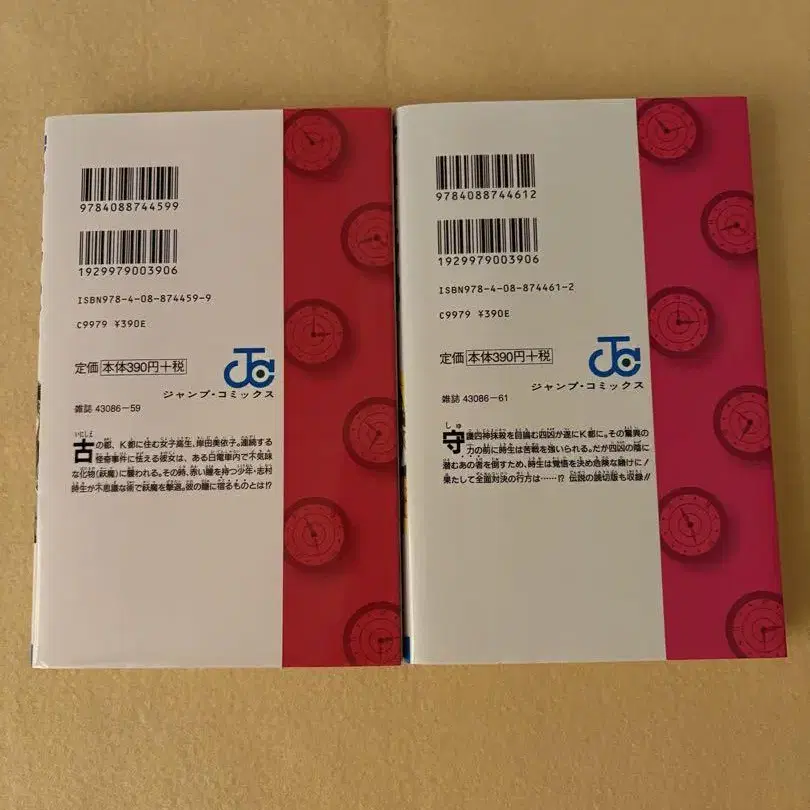 9784088744599
1929979003906
ISBN978-4-08-874459-9
C9979 ¥390E
定価 本体390円+税
ジャンプ・コミックス
雑誌 43086-59
いにしえ
古の都、K都に住む女子高生、岸田美依子。連続する
怪奇事件に怯える彼女は、ある日電車内で不気味
な化物(妖魔)に襲われる。その時、赤い瞳を持つ少年・志村
時生が不思議な術で妖魔を撃退。彼の瞳に宿るものとは!?
9784088744612
1929979003906
ISBN978-4-08-874461-2
C9979 ¥390E
定価 本体390円+税
ジャンプ・コミックス
雑誌 43086-61
しゅ
守護四神抹殺を目論む四凶が遂にK都に。その驚異の
力の前に時生は苦戦を強いられる。だが四凶の陰に
潜むあの者を倒すため、時生は覚悟を決め危険な賭けに!
果たして全面対決の行方は……!? 伝説の読切版も収録!!